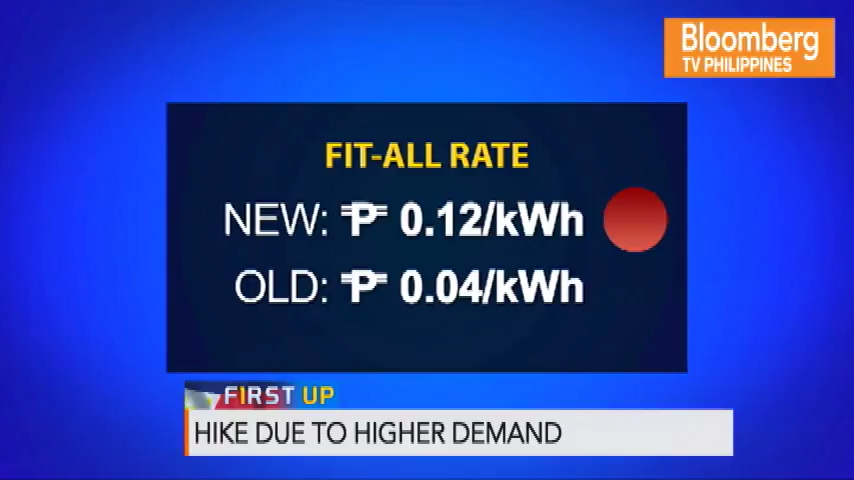 Bloomberg
TV PHILIPPINES
FIT-ALL RATE
NEW: ₱ 0.12/kWh
OLD: ₱ 0.04/kWh
FIRST UP
HIKE DUE TO HIGHER DEMAND